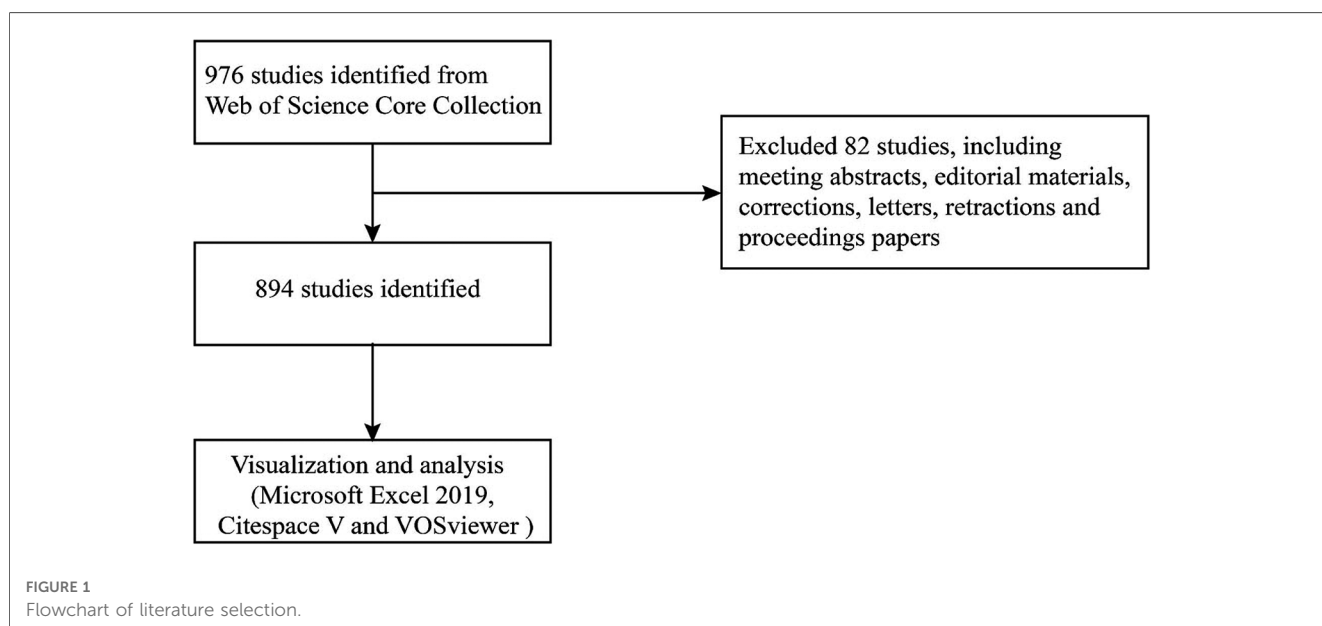 976 studies identified from
Web of Science Core Collection
Excluded 82 studies, including
meeting abstracts, editorial materials,
corrections, letters, retractions and
proceedings papers
894 studies identified
Visualization and analysis
(Microsoft Excel 2019,
Citespace V and VOSviewer )
FIGURE 1
Flowchart of literature selection.